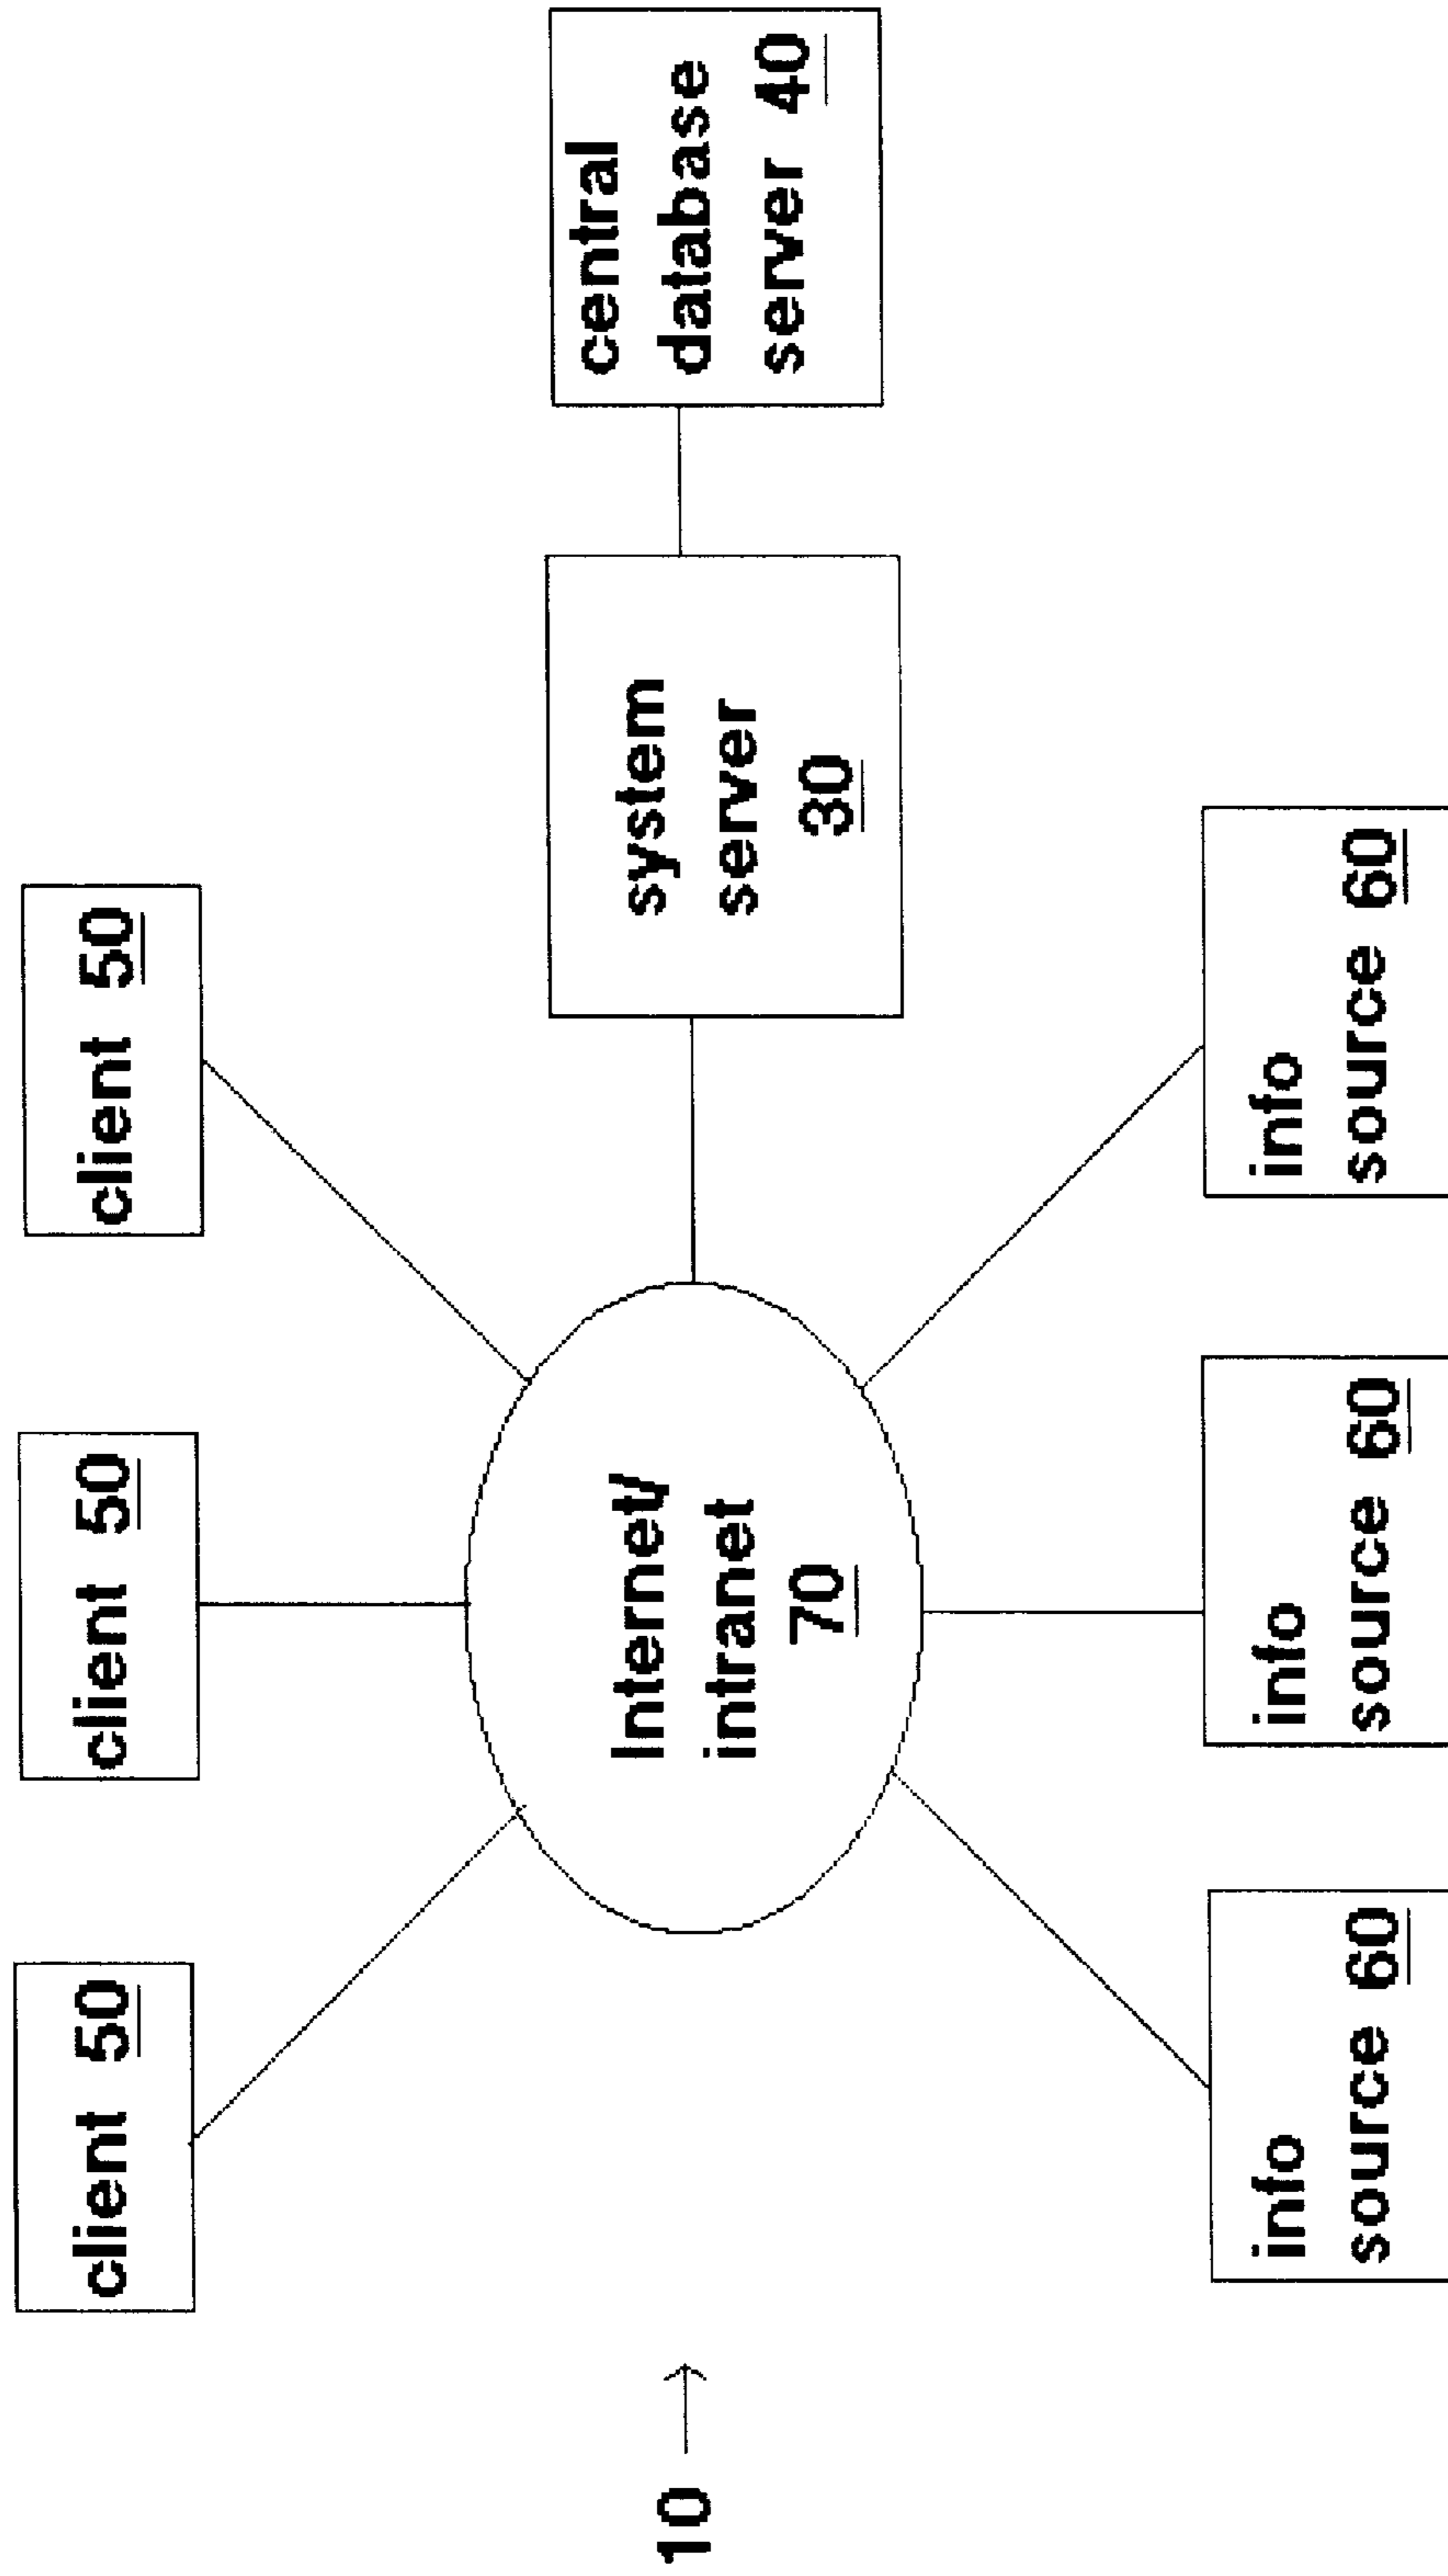 client 50
client 50
client 50
10
Internet/
intranet
70
system
server
30
central
database
server 40
info
source 60
info
source 60
info
source 60